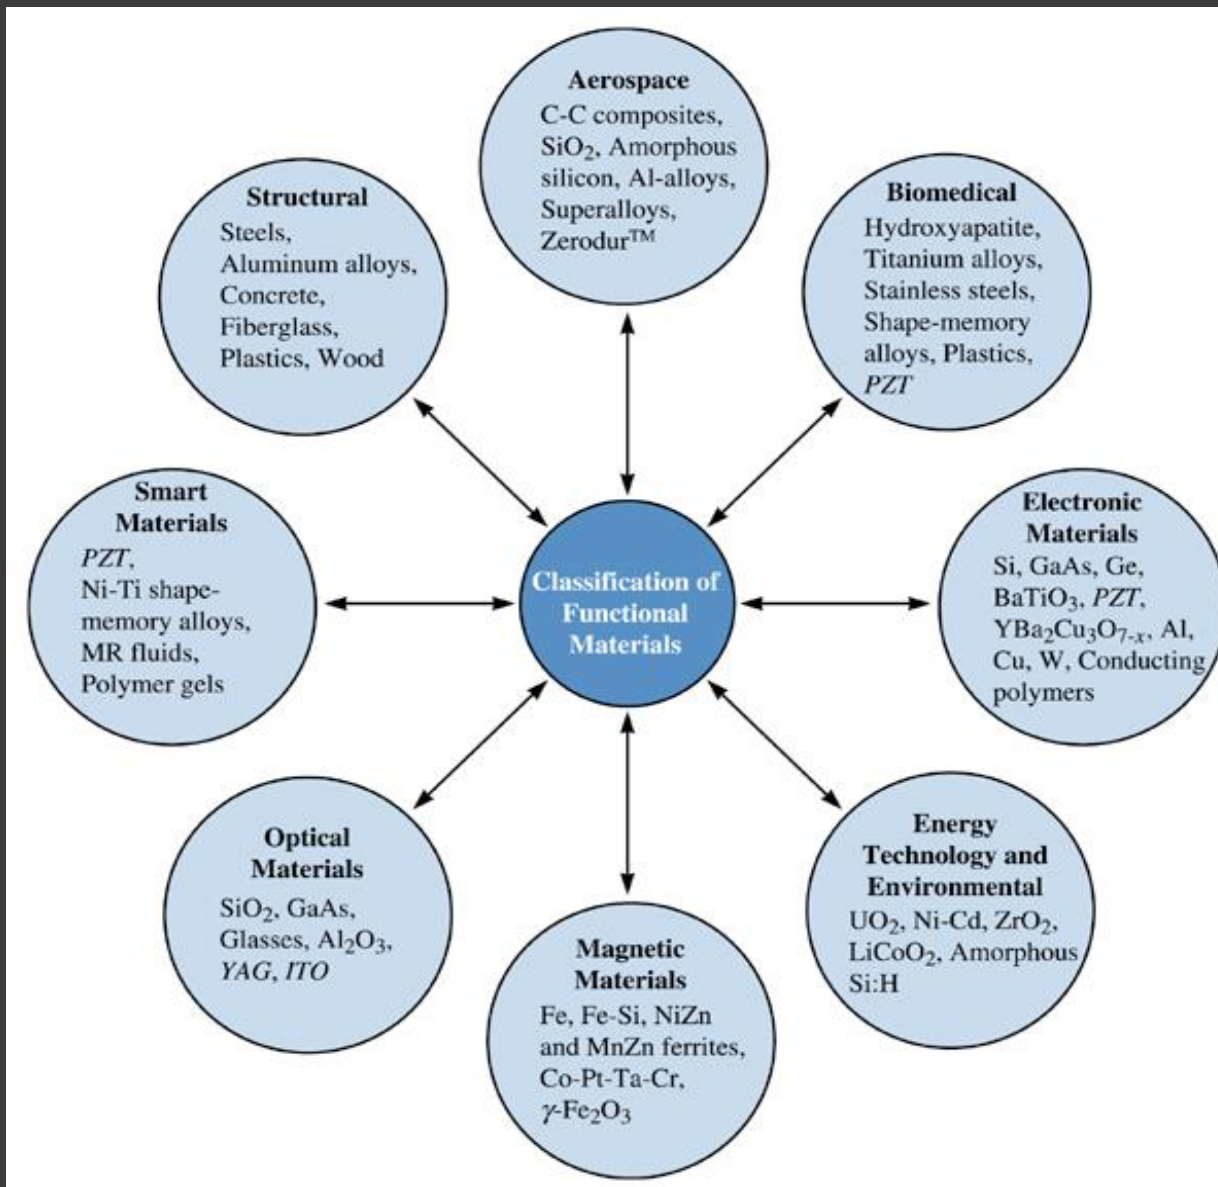 Aerospace
C-C composites,
SiO₂, Amorphous
silicon, Al-alloys,
Superalloys,
Zerodur™
Biomedical
Hydroxyapatite,
Titanium alloys,
Stainless steels,
Shape-memory
alloys, Plastics,
PZT
Electronic
Materials
Si, GaAs, Ge,
BaTiO₃, PZT,
YBa₂Cu₃O₇₋ₓ, Al,
Cu, W, Conducting
polymers
Energy
Technology and
Environmental
UO₂, Ni-Cd, ZrO₂,
LiCoO₂, Amorphous
Si:H
Magnetic
Materials
Fe, Fe-Si, NiZn
and MnZn ferrites,
Co-Pt-Ta-Cr,
γ-Fe₂O₃
Optical
Materials
SiO₂, GaAs,
Glasses, Al₂O₃,
YAG, ITO
Smart
Materials
PZT,
Ni-Ti shape-
memory alloys,
MR fluids,
Polymer gels
Structural
Steels,
Aluminum alloys,
Concrete,
Fiberglass,
Plastics, Wood
Classification of
Functional
Materials